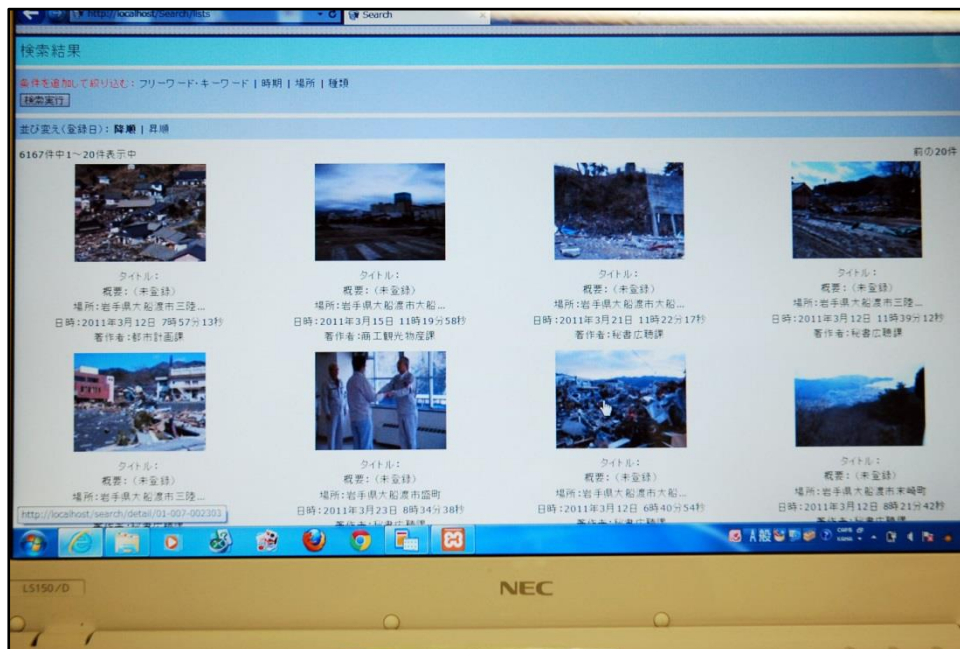 http://localhost/Search/lists
Search
検索結果
条件を追加して絞り込む：フリーワード・キーワード | 時期 | 場所 | 種類
検索実行
並び変え(登録日)： 降順 | 昇順
6167件中1～20件表示中
前の20件
タイトル：
概要：(未登録)
場所：岩手県大船渡市三陸...
日時：2011年3月12日 7時57分13秒
著作者：都市計画課
タイトル：
概要：(未登録)
場所：岩手県大船渡市大船...
日時：2011年3月15日 11時19分58秒
著作者：商工観光物産課
タイトル：
概要：(未登録)
場所：岩手県大船渡市大船...
日時：2011年3月21日 11時22分17秒
著作者：秘書広聴課
タイトル：
概要：(未登録)
場所：岩手県大船渡市三陸...
日時：2011年3月12日 11時39分12秒
著作者：秘書広聴課
タイトル：
概要：(未登録)
場所：岩手県大船渡市三陸...
タイトル：
概要：(未登録)
場所：岩手県大船渡市盛町
日時：2011年3月23日 8時34分38秒
タイトル：
概要：(未登録)
場所：岩手県大船渡市大船...
日時：2011年3月12日 6時40分54秒
タイトル：
概要：(未登録)
場所：岩手県大船渡市末崎町
日時：2011年3月12日 8時21分42秒
http://localhost/search/detail/01-007-002303
A 般
CAPS
KANA
LS150/D
NEC